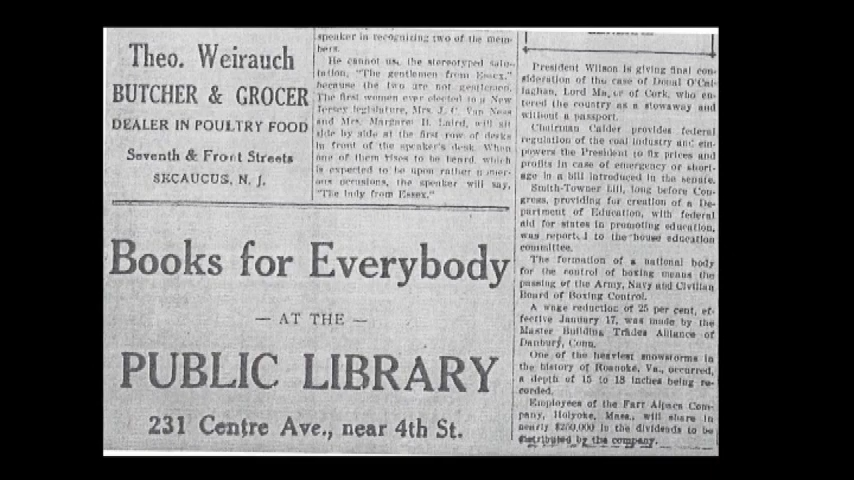 Theo. Weirauch
BUTCHER & GROCER
DEALER IN POULTRY FOOD
Seventh & Front Streets
SECAUCUS, N. J.
speaker in recognizing two of the mem-
bers.
He cannot use the stereotyped salu-
tation, "The gentlemen from Essex,"
because the two are not gentlemen.
The first women ever elected to a New
Jersey legislature, Mrs. J. C. Van Ness
and Mrs. Margaret B. Laird, will sit
side by side at the first row of desks
in front of the speaker's desk. When
one of them rises to be heard, which
is expected to be upon rather numer-
ous occasions, the speaker will say,
"The lady from Essex."
Books for Everybody
— AT THE —
PUBLIC LIBRARY
231 Centre Ave., near 4th St.
President Wilson is giving final con-
sideration of the case of Donal O'Cal-
laghan, Lord Mayor of Cork, who en-
tered the country as a stowaway and
without a passport.
Chairman Calder provides federal
regulation of the coal industry and em-
powers the President to fix prices and
profits in case of emergency or short-
age in a bill introduced in the senate.
Smith-Towner bill, long before Con-
gress, providing for creation of a De-
partment of Education, with federal
aid for states in promoting education,
was reported to the house education
committee.
The formation of a national body
for the control of boxing means the
passing of the Army, Navy and Civilian
Board of Boxing Control.
A wage reduction of 25 per cent, ef-
fective January 17, was made by the
Master Building Trades Alliance of
Danbury, Conn.
One of the heaviest snowstorms in
the history of Roanoke, Va., occurred,
a depth of 15 to 18 inches being re-
corded.
Employees of the Farr Alpaca Com-
pany, Holyoke, Mass., will share in
nearly $250,000 in the dividends to be
distributed by the company.